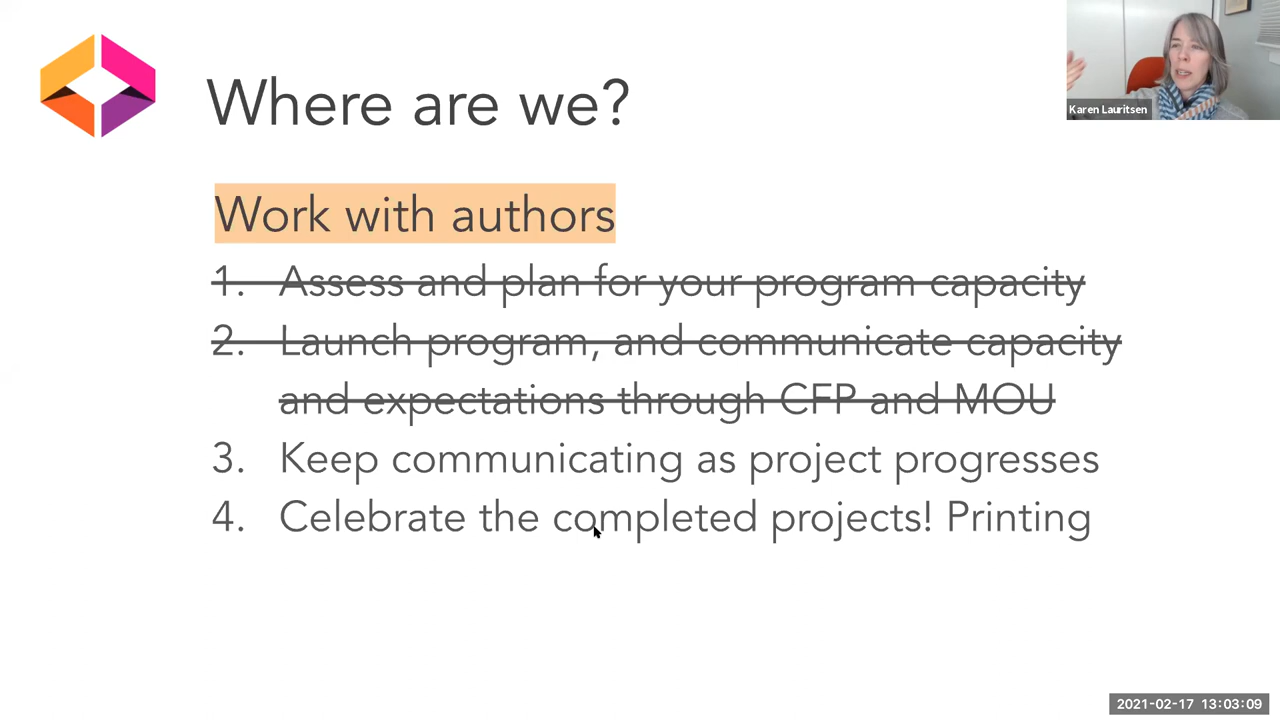 Where are we?
Karen Lauritsen
Work with authors
1. Assess and plan for your program capacity
2. Launch program, and communicate capacity
and expectations through CFP and MOU
3. Keep communicating as project progresses
4. Celebrate the completed projects! Printing
2021-02-17 13:03:09